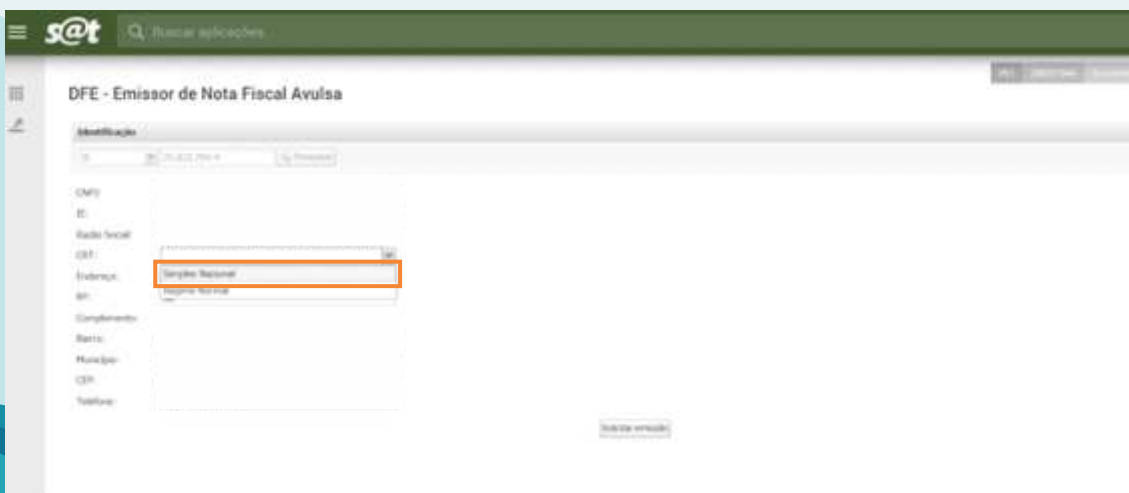 s@t
Buscar aplicações
DFE - Emissor de Nota Fiscal Avulsa
Identificação
Pesquisar
CNPJ:
IE:
Razão Social:
CRT:
Simples Nacional
Endereço:
Regime Normal
Nº:
Complemento:
Bairro:
Município:
CEP:
Telefone:
Solicitar emissão